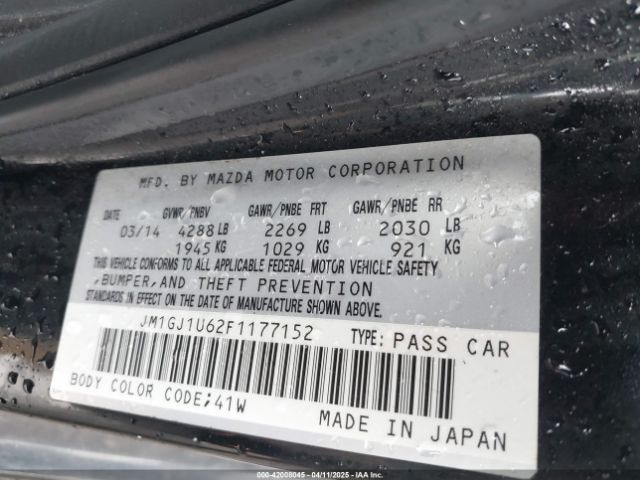 MFD. BY MAZDA MOTOR CORPORATION
DATE GVWR/PNBV GAWR/PNBE FRT GAWR/PNBE RR
03/14 4288 LB 2269 LB 2030 LB
1945 KG 1029 KG 921 KG
THIS VEHICLE CONFORMS TO ALL APPLICABLE FEDERAL MOTOR VEHICLE SAFETY
,BUMPER,AND THEFT PREVENTION
STANDARDS IN EFFECT ON THE DATE OF MANUFACTURE SHOWN ABOVE.
JM1GJ1U62F1177152 TYPE: PASS CAR
BODY COLOR CODE;41W
MADE IN JAPAN
000-42008045 - 04/11/2025 - IAA Inc.